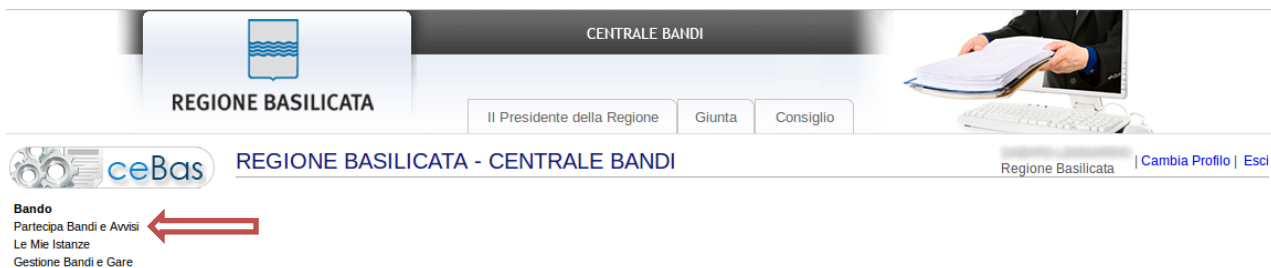 CENTRALE BANDI
REGIONE BASILICATA
Il Presidente della Regione Giunta Consiglio
ceBas REGIONE BASILICATA - CENTRALE BANDI
Regione Basilicata | Cambia Profilo | Esci
Bando
Partecipa Bandi e Avvisi
Le Mie Istanze
Gestione Bandi e Gare